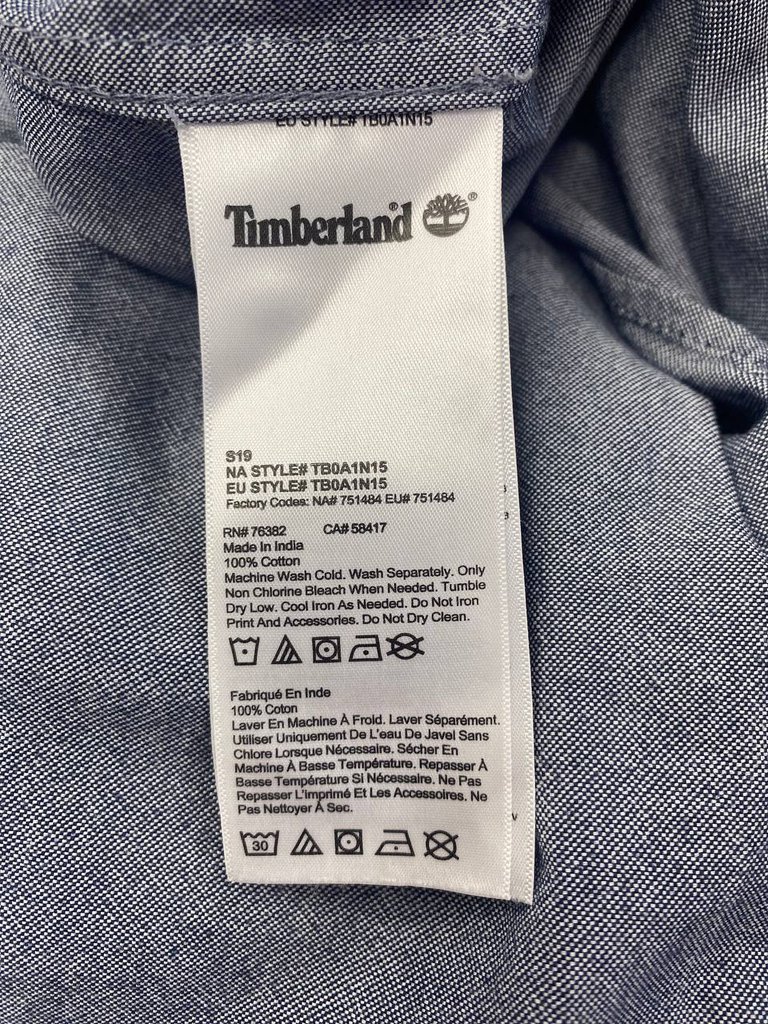 EU STYLE# TB0A1N15
Timberland® ®
S19
NA STYLE# TB0A1N15
EU STYLE# TB0A1N15
Factory Codes: NA# 751484 EU# 751484
RN# 76382 CA# 58417
Made In India
100% Cotton
Machine Wash Cold. Wash Separately. Only
Non Chlorine Bleach When Needed. Tumble
Dry Low. Cool Iron As Needed. Do Not Iron
Print And Accessories. Do Not Dry Clean.
Fabriqué En Inde
100% Coton
Laver En Machine À Froid. Laver Séparément.
Utiliser Uniquement De L'eau De Javel Sans
Chlore Lorsque Nécessaire. Sécher En
Machine À Basse Température. Repasser À
Basse Température Si Nécessaire. Ne Pas
Repasser L'imprimé Et Les Accessoires. Ne
Pas Nettoyer À Sec.
30